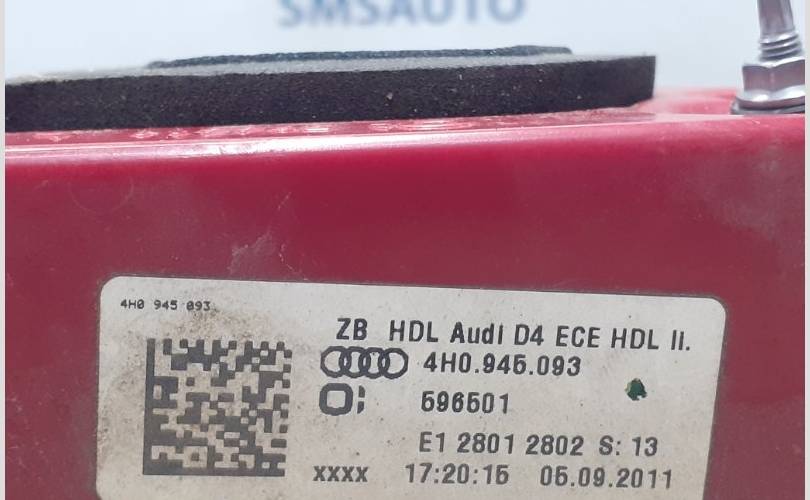 SMSAUTO
4H0 945 093
ZB HDL Audi D4 ECE HDL II.
4H0.945.093
596501
E1 2801 2802 S: 13
XXXX 17:20:15 05.09.2011